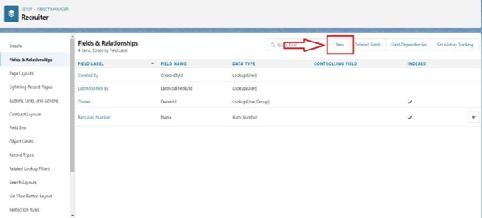 SETUP > OBJECT MANAGER
Recruiter
Details
Fields & Relationships
Page Layouts
Lightning Record Pages
Buttons, Links, and Actions
Compact Layouts
Field Sets
Object Limits
Record Types
Related Lookup Filters
Search Layouts
List View Button Layout
Restriction Rules
Fields & Relationships
4 Items, Sorted by Field Label
Quick Find
New
Deleted Fields
Field Dependencies
Set History Tracking
FIELD LABEL FIELD NAME DATA TYPE CONTROLLING FIELD INDEXED
Created By CreatedById Lookup(User)
Last Modified By LastModifiedById Lookup(User)
Owner OwnerId Lookup(User,Group)
Recruiter Number Name Auto Number